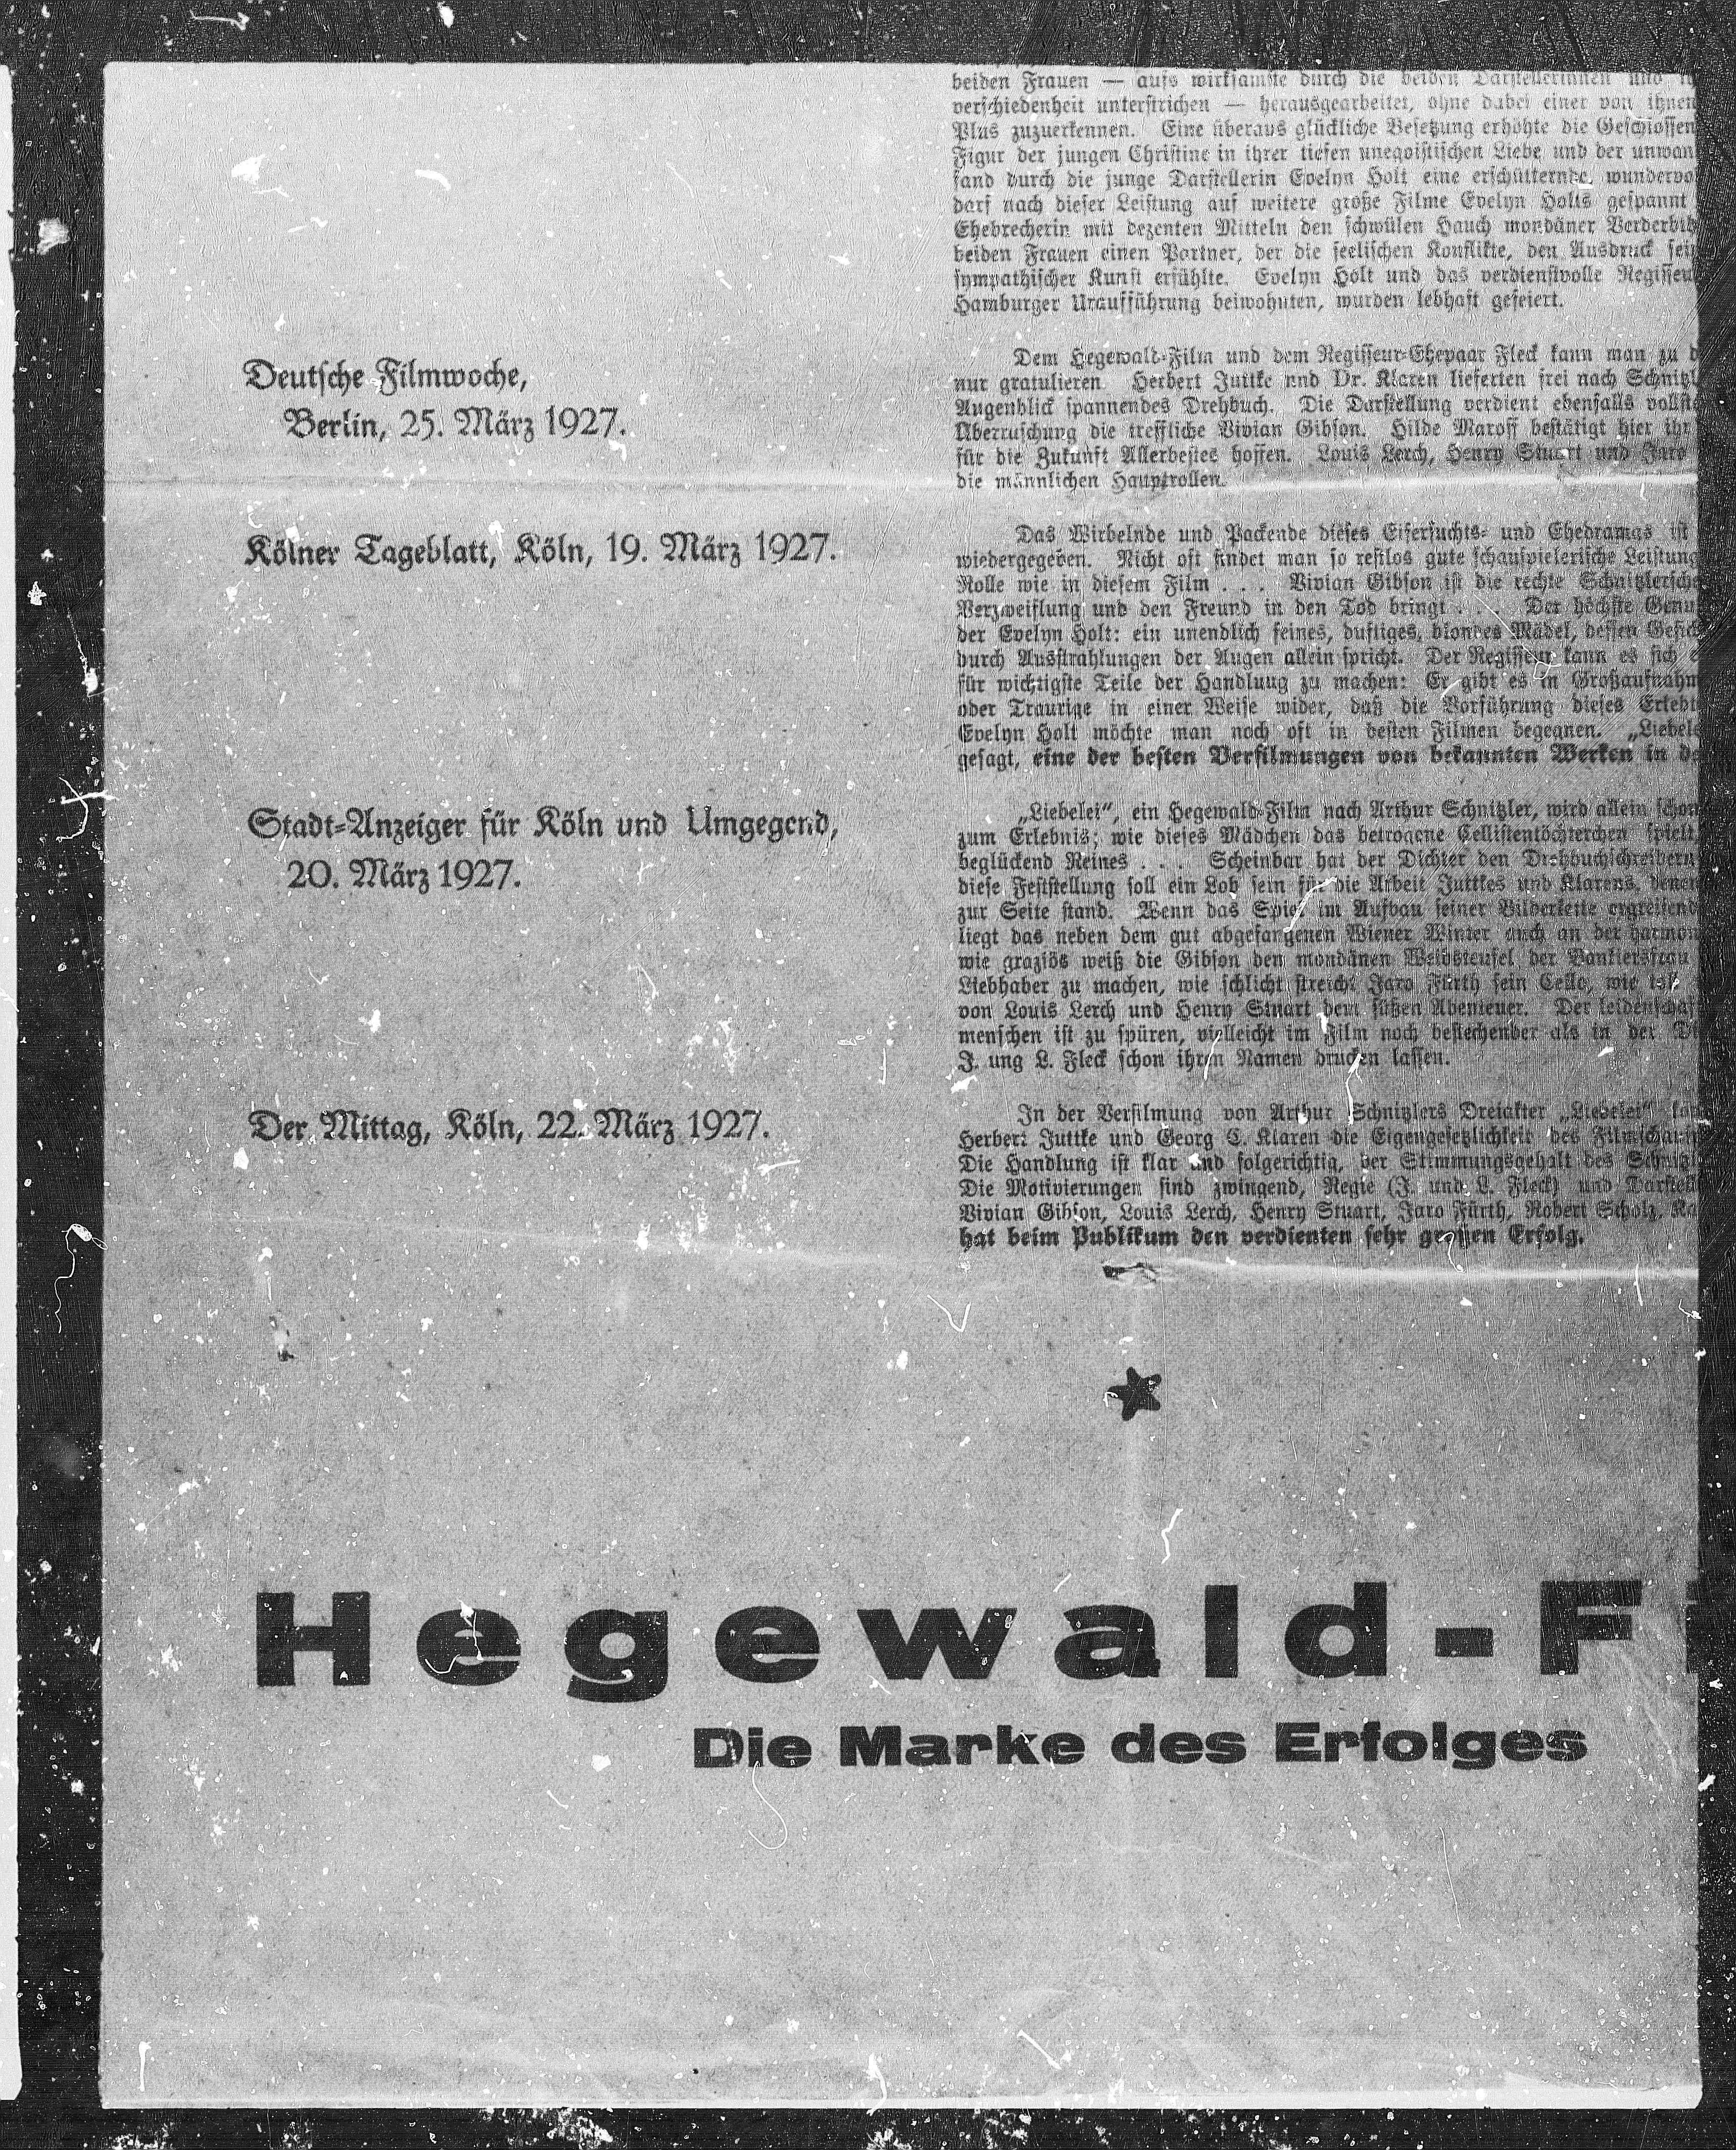 beiden Frauen — aufs wirksamste durch die beiden Darstellerinnen und
verschiedenheit unterstrichen — herausgearbeitet, ohne dabei einer von ihnen
Plus zuzuerkennen. Eine überaus glückliche Besetzung erhöhte die Geschlossen
Figur der jungen Christine in ihrer tiefen unegoistischen Liebe und der unwan
fand durch die junge Darstellerin Evelyn Holt eine erschütternde, wundervo
darf nach dieser Leistung auf weitere große Filme Evelyn Holts gespannt
Ehebrecherin mit dezenten Mitteln den schwülen Hauch mondäner Verderbth
beiden Frauen einen Partner, der die seelischen Konflikte, den Ausdruck sein
sympathischer Kunst erfühlte. Evelyn Holt und das verdienstvolle Regisseu
Hamburger Uraufführung beiwohnten, wurden lebhaft gefeiert.
Deutsche Filmwoche,
Berlin, 25. März 1927.
Dem Hegewald-Film und dem Regisseur-Ehepaar Fleck kann man zu d
nur gratulieren Herbert Juttke und Dr. Klaren lieferten frei nach Schnitzl
Augenblick spannendes Drehbuch. Die Darstellung verdient ebenfalls vollste
Überraschung die treffliche Vivian Gibson. Hilde Maroff bestätigt hier ihr
für die Zukunft Allerbestes hoffen. Louis Lerch, Henry Stuart und Jaro
die männlichen Hauptrollen.
Kölner Tageblatt, Köln, 19. März 1927.
Das Wirbelnde und Packende dieses Eifersuchts- und Ehedramas ist
wiedergegeben. Nicht oft findet man so restlos gute schauspielerische Leistung
Rolle wie in diesem Film . . . Vivian Gibson ist die rechte Schnitzlersche
Verzweiflung und den Freund in den Tod bringt . . . Der höchste Genu
der Evelyn Holt: ein unendlich feines, duftiges, blondes Mädel, dessen Gesich
durch Ausstrahlungen der Augen allein spricht. Der Regisseur kann es sich e
für wichtigste Teile der Handlung zu machen: Er gibt es in Großaufnahm
oder Traurige in einer Weise wider, daß die Vorführung dieses Erlebt
Evelyn Holt möchte man noch oft in besten Filmen begegnen. „Liebele
gesagt, eine der besten Verfilmungen von bekannten Werken in de
Stadt-Anzeiger für Köln und Umgegend,
20. März 1927.
„Liebelei“, ein Hegewald-Film nach Arthur Schnitzler, wird allein schon
zum Erlebnis; wie dieses Mädchen das betrogene Cellistentöchterchen spielt,
beglückend Reines . . . Scheinbar hat der Dichter den Drehbuchschreibern
diese Feststellung soll ein Lob sein für die Arbeit Juttkes und Klarens, denen
zur Seite stand. Wenn das Spiel im Aufbau seiner Bilderkette ergreifend
liegt das neben dem gut abgefangenen Wiener Winter auch an der harmon
wie graziös weiß die Gibson den mondänen Weibsteufel der Bankiersfrau
Liebhaber zu machen, wie schlicht streicht Jaro Fürth sein Cello, wie toll
von Louis Lerch und Henry Stuart dem süßen Abenteuer. Der leidenschaf
menschen ist zu spüren, vielleicht im Film noch bestechender als in der Di
J. ung L. Fleck schon ihren Namen drucken lassen.
Der Mittag, Köln, 22. März 1927.
In der Verfilmung von Arthur Schnitzlers Dreiakter „Liebelei“
Herbert Juttke und Georg C. Klaren die Eigengesetzlichkeit des
Die Handlung ist klar und folgerichtig, der Stimmungsgehalt des Schnitzl
Die Motivierungen sind zwingend, Regie (J. und L. Fleck) und Darstell
Vivian Gibson, Louis Lerch, Henry Stuart, Jaro Fürth, Robert Scholz, Ka
hat beim Publikum den verdienten sehr großen Erfolg.
Hegewald-Fi
Die Marke des Erfolges